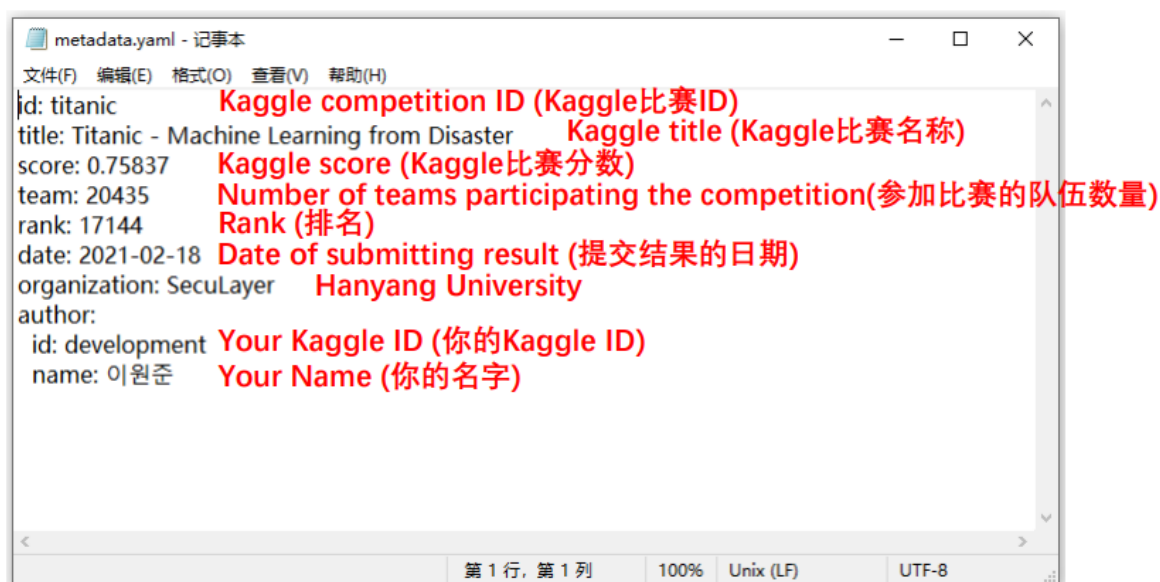 metadata.yaml - 记事本
文件(F) 编辑(E) 格式(O) 查看(V) 帮助(H)
id: titanic Kaggle competition ID (Kaggle比赛ID)
title: Titanic - Machine Learning from Disaster Kaggle title (Kaggle比赛名称)
score: 0.75837 Kaggle score (Kaggle比赛分数)
team: 20435 Number of teams participating the competition(参加比赛的队伍数量)
rank: 17144 Rank (排名)
date: 2021-02-18 Date of submitting result (提交结果的日期)
organization: SecuLayer Hanyang University
author:
id: development Your Kaggle ID (你的Kaggle ID)
name: 이원준 Your Name (你的名字)
第 1 行, 第 1 列 100% Unix (LF) UTF-8